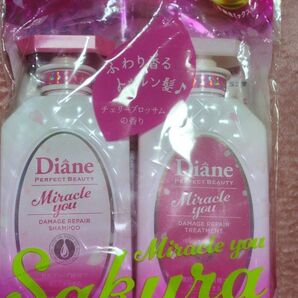 ふわり香る
トゥルン髪♪
チェリーブロッサム
の香り
Diane
PERFECT BEAUTY
Miracle
you
DAMAGE REPAIR
SHAMPOO
Diane
PERFECT BEAUTY
Miracle
you
DAMAGE REPAIR
TREATMENT
Miracle you
Sakura